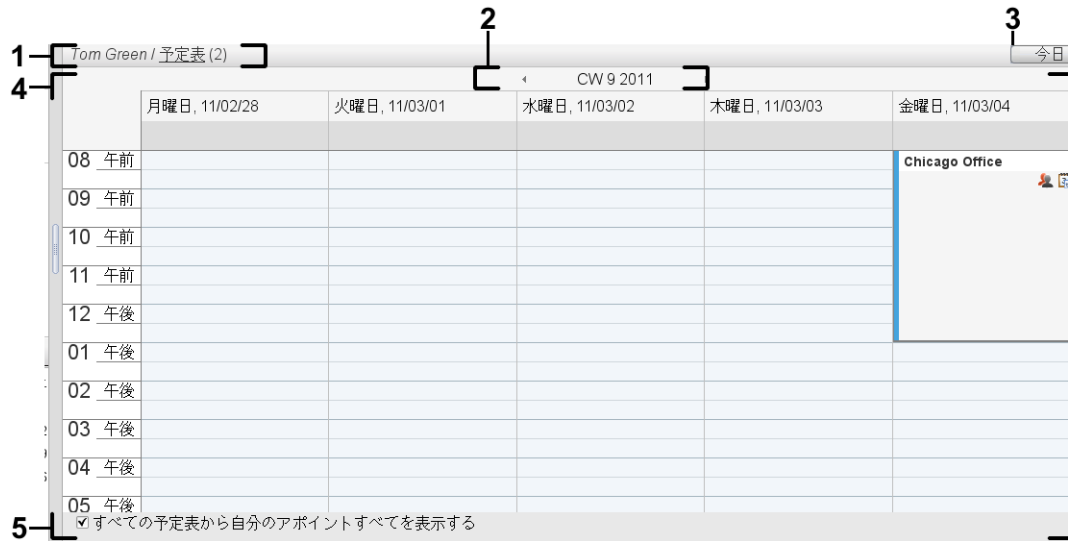 2
3
1
Tom Green / 予定表 (2)
今日
4
CW 9 2011
月曜日, 11/02/28
火曜日, 11/03/01
水曜日, 11/03/02
木曜日, 11/03/03
金曜日, 11/03/04
08 午前
Chicago Office
09 午前
10 午前
11 午前
12 午後
01 午後
02 午後
03 午後
04 午後
05 午後
5
すべての予定表から自分のアポイントすべてを表示する